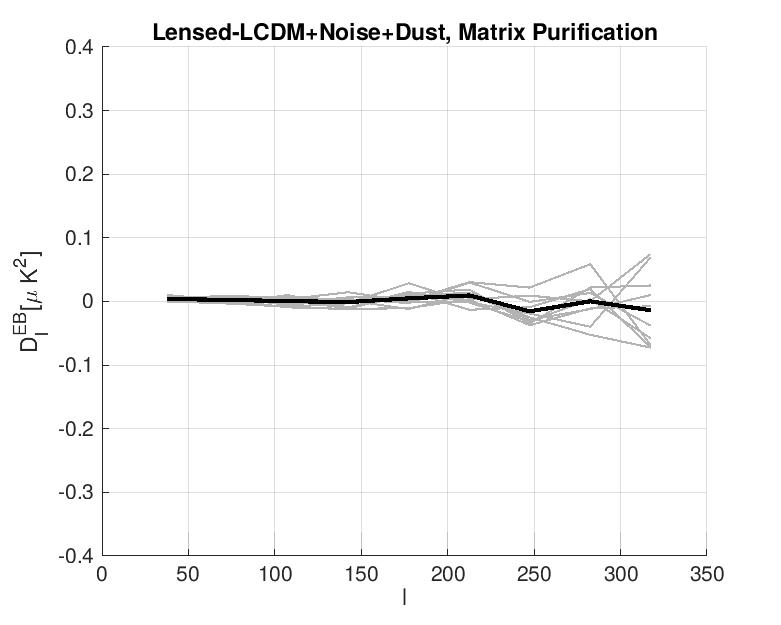 Lensed-LCDM+Noise+Dust, Matrix Purification
0.4
0.3
0.2
0.1
0
-0.1
-0.2
-0.3
-0.4
D_l^{EB}[μ K^2]
0 50 100 150 200 250 300 350
l